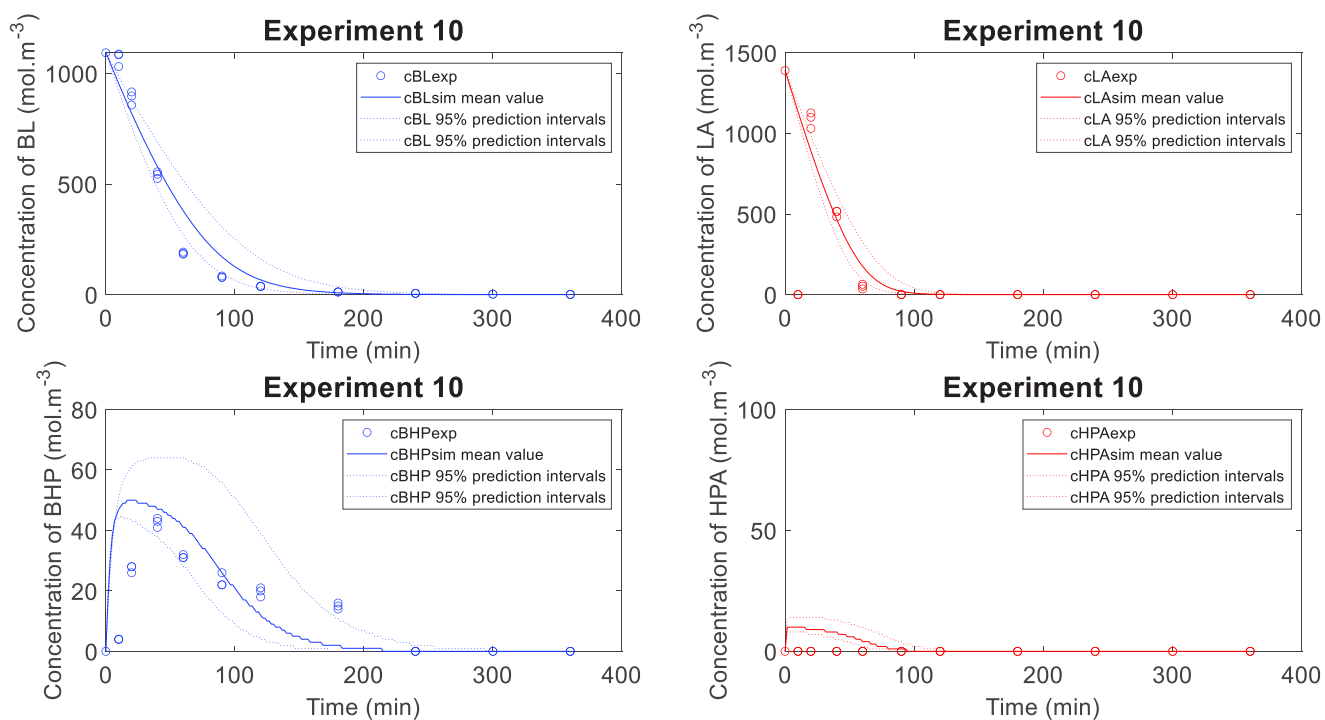 Experiment 10
Concentration of BL (mol.m-3)
1000
500
0
cBLexp
cBLsim mean value
cBL 95% prediction intervals
cBL 95% prediction intervals
0 100 200 300 400
Time (min)
Experiment 10
Concentration of LA (mol.m-3)
1500
1000
500
0
cLAexp
cLAsim mean value
cLA 95% prediction intervals
cLA 95% prediction intervals
0 100 200 300 400
Time (min)
Experiment 10
Concentration of BHP (mol.m-3)
80
60
40
20
0
cBHPexp
cBHPsim mean value
cBHP 95% prediction intervals
cBHP 95% prediction intervals
0 100 200 300 400
Time (min)
Experiment 10
Concentration of HPA (mol.m-3)
100
50
0
cHPAexp
cHPAsim mean value
cHPA 95% prediction intervals
cHPA 95% prediction intervals
0 100 200 300 400
Time (min)